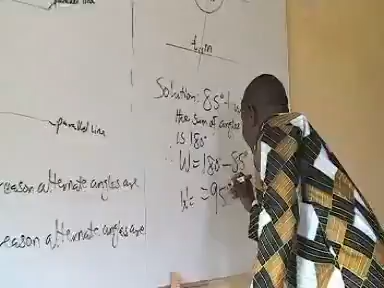 parallel line
parallel line
reason alternate angles are
reason alternate angles are
Solution: 85° +
the sum of angles
is 180°
∴ W = 180° - 85°
W = = 95°